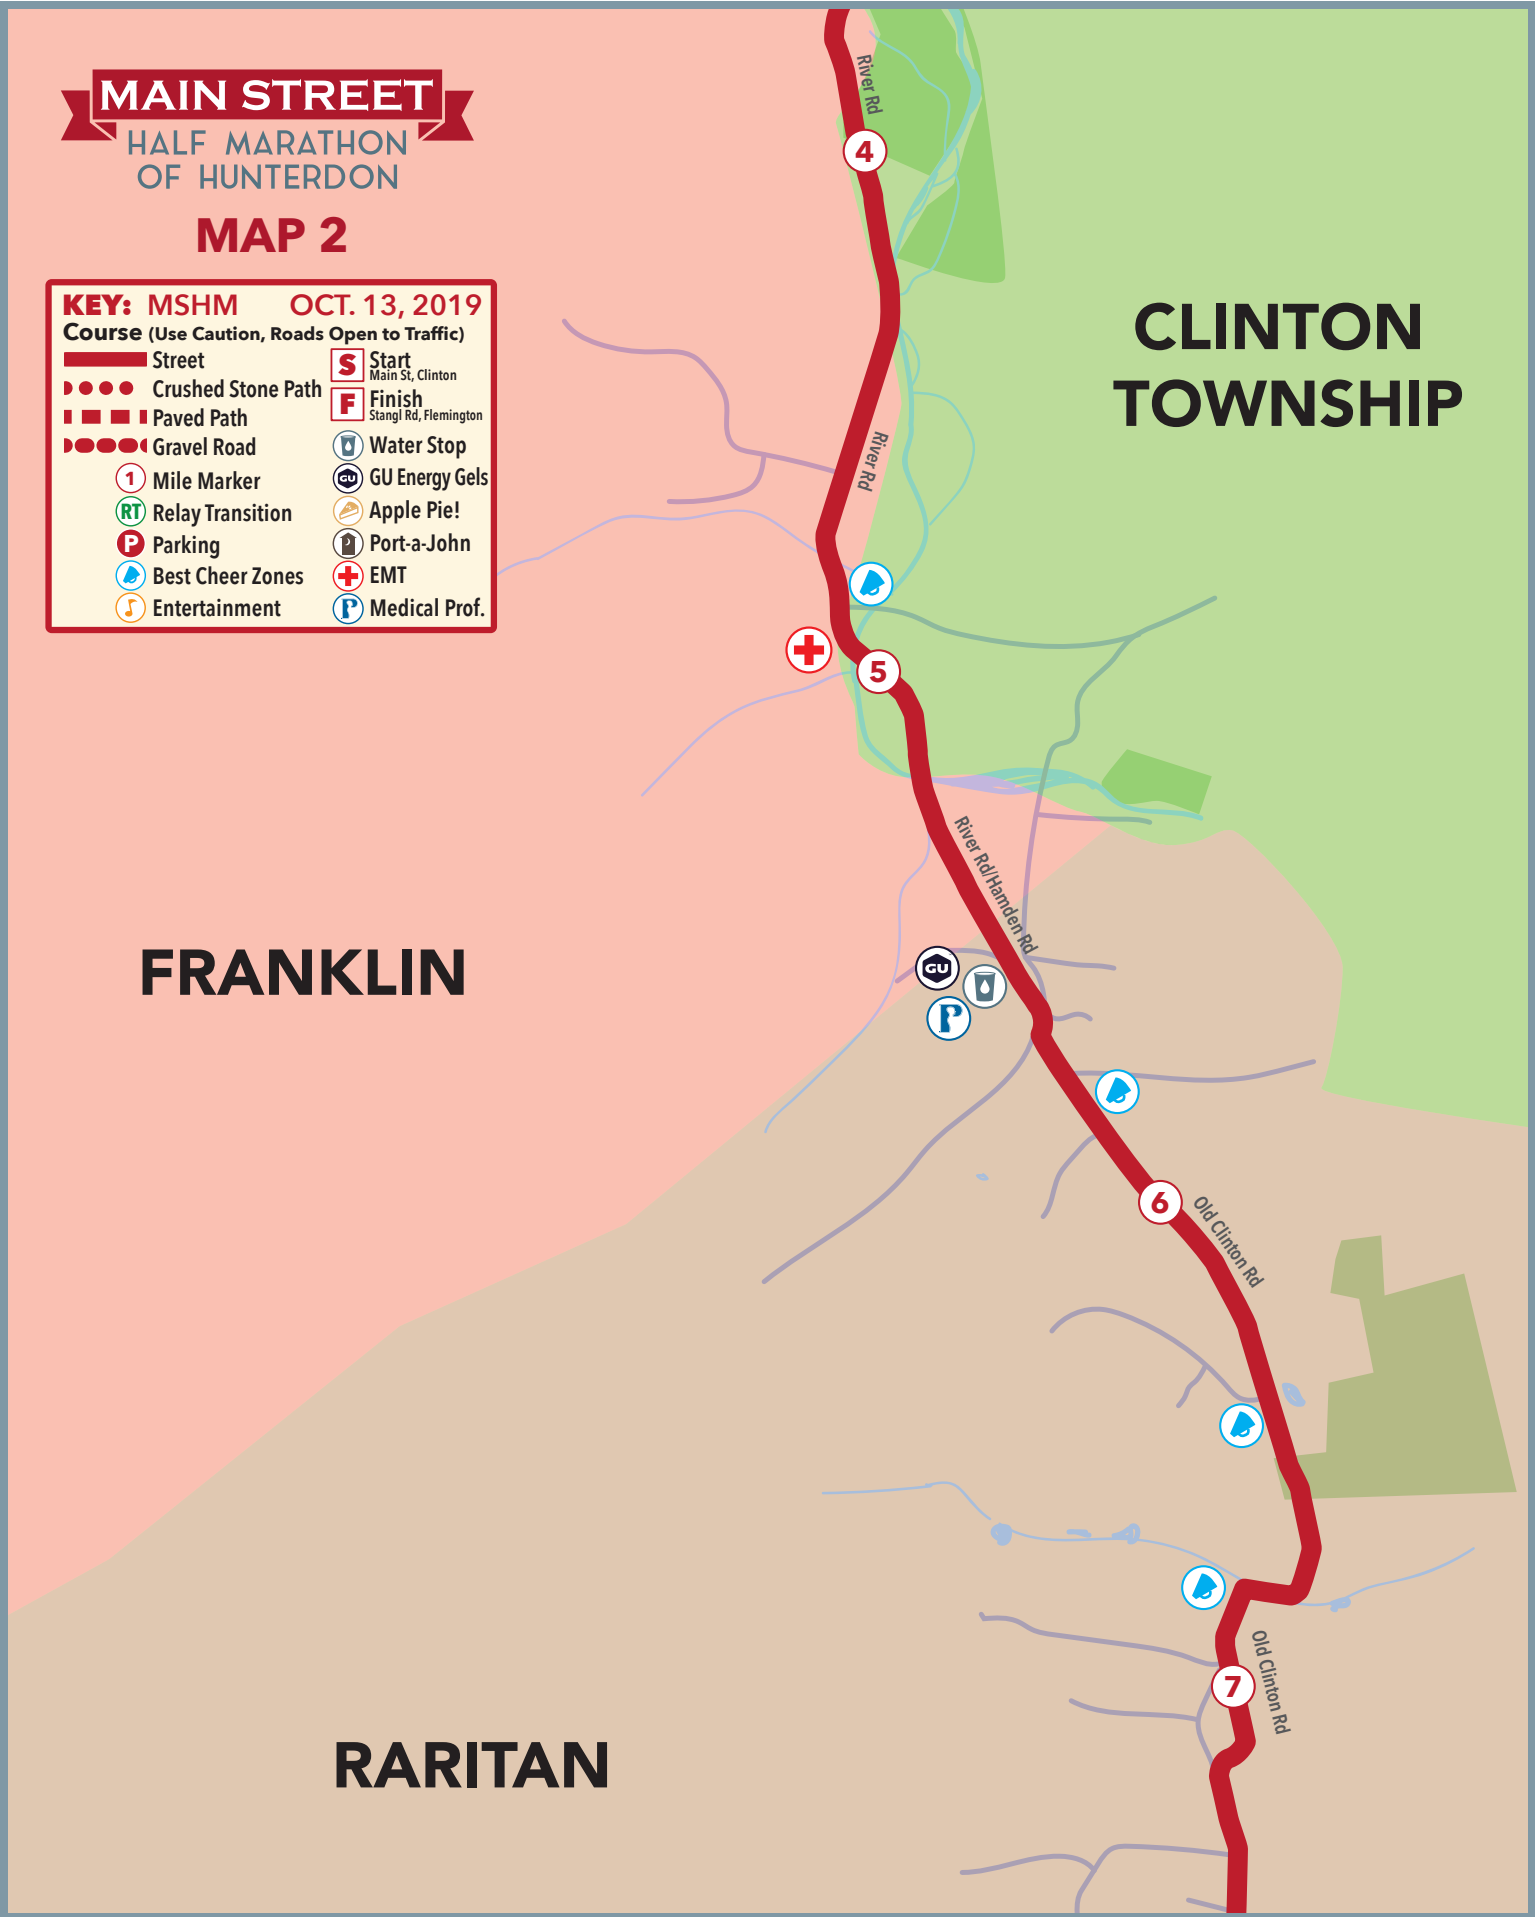 MAIN STREET
HALF MARATHON
OF HUNTERDON
MAP 2
KEY: MSHM OCT. 13, 2019
Course (Use Caution, Roads Open to Traffic)
Street
Crushed Stone Path
Paved Path
Gravel Road
1 Mile Marker
RT Relay Transition
P Parking
Best Cheer Zones
Entertainment
S Start
Main St, Clinton
F Finish
Stangl Rd, Flemington
Water Stop
GU GU Energy Gels
Apple Pie!
Port-a-John
EMT
P Medical Prof.
River Rd
4
CLINTON
TOWNSHIP
River Rd
5
River Rd/Hamden Rd
FRANKLIN
GU
P
6
Old Clinton Rd
Old Clinton Rd
7
RARITAN